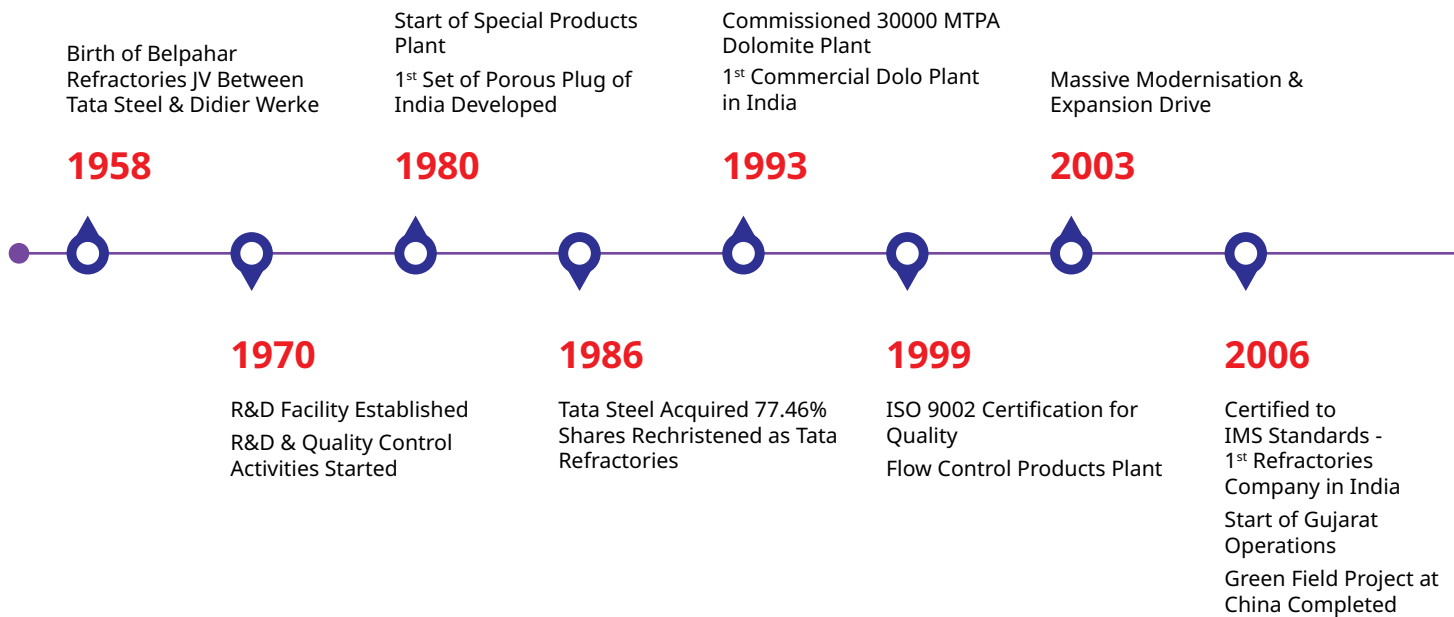 Birth of Belpahar
Refractories JV Between
Tata Steel & Didier Werke
1958
R&D Facility Established
R&D & Quality Control
Activities Started
1970
Start of Special Products
Plant
1st Set of Porous Plug of
India Developed
1980
Tata Steel Acquired 77.46%
Shares Rechristened as Tata
Refractories
1986
Commissioned 30000 MTPA
Dolomite Plant
1st Commercial Dolo Plant
in India
1993
1999
ISO 9002 Certification for
Quality
Flow Control Products Plant
Massive Modernisation &
Expansion Drive
2003
2006
Certified to
IMS Standards -
1st Refractories
Company in India
Start of Gujarat
Operations
Green Field Project at
China Completed